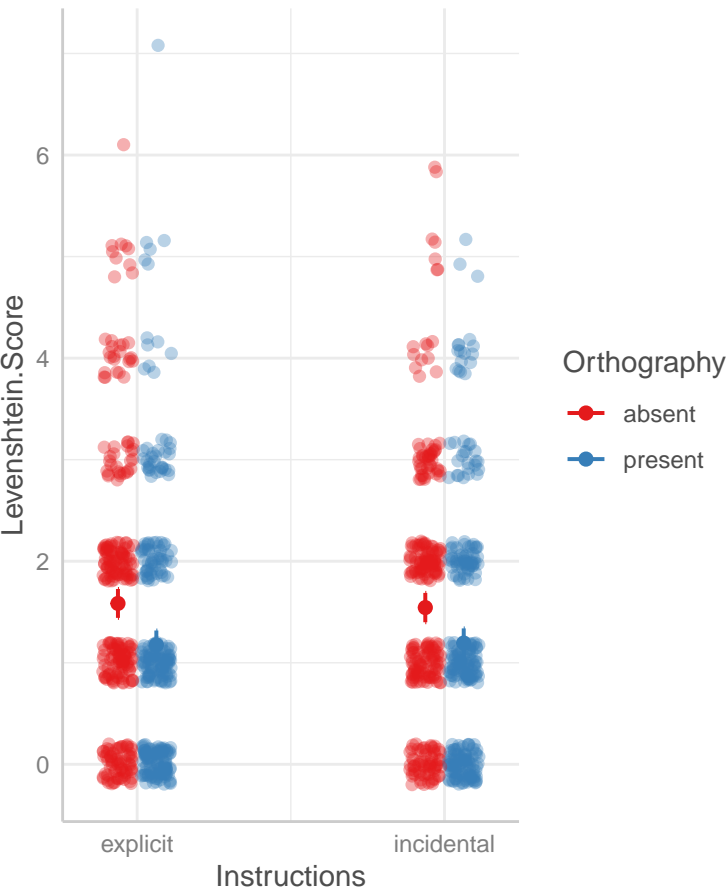 6
4
2
0
Levenshtein.Score
explicit
incidental
Instructions
Orthography
absent
present